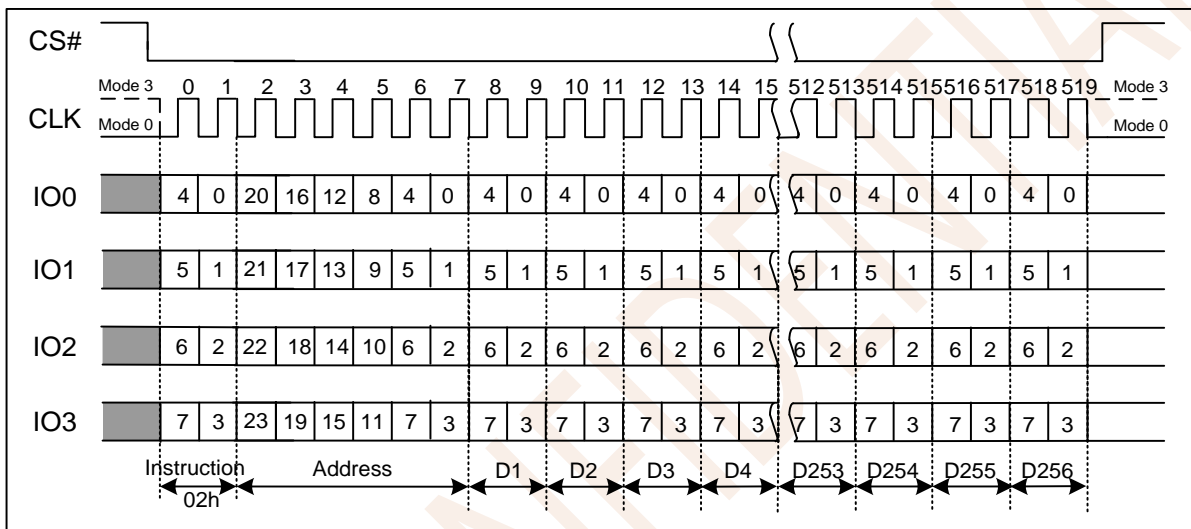 CS#
Mode 3 0 1 2 3 4 5 6 7 8 9 10 11 12 13 14 15 512 513 514 515 516 517 518 519 Mode 3
CLK
Mode 0 Mode 0
IO0 4 0 20 16 12 8 4 0 4 0 4 0 4 0 4 0 4 0 4 0 4 0 4 0
IO1 5 1 21 17 13 9 5 1 5 1 5 1 5 1 5 1 5 1 5 1 5 1 5 1
IO2 6 2 22 18 14 10 6 2 6 2 6 2 6 2 6 2 6 2 6 2 6 2 6 2
IO3 7 3 23 19 15 11 7 3 7 3 7 3 7 3 7 3 7 3 7 3 7 3 7 3
Instruction Address D1 D2 D3 D4 D253 D254 D255 D256
02h
NFIDENTIAL